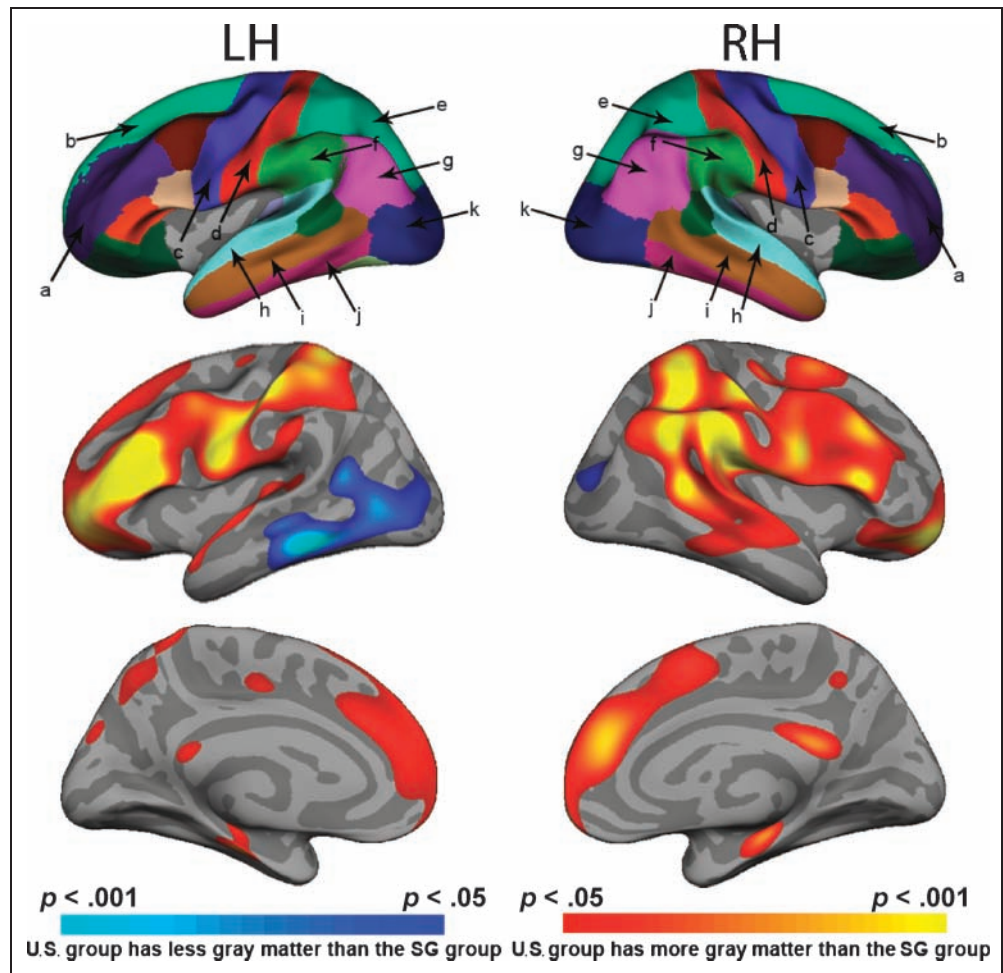 LH RH
b e e b
f f
g g
k k
d d
c c
a a
h i j j i h
p < .001 p < .05 p < .05 p < .001
U.S. group has less gray matter than the SG group U.S. group has more gray matter than the SG group